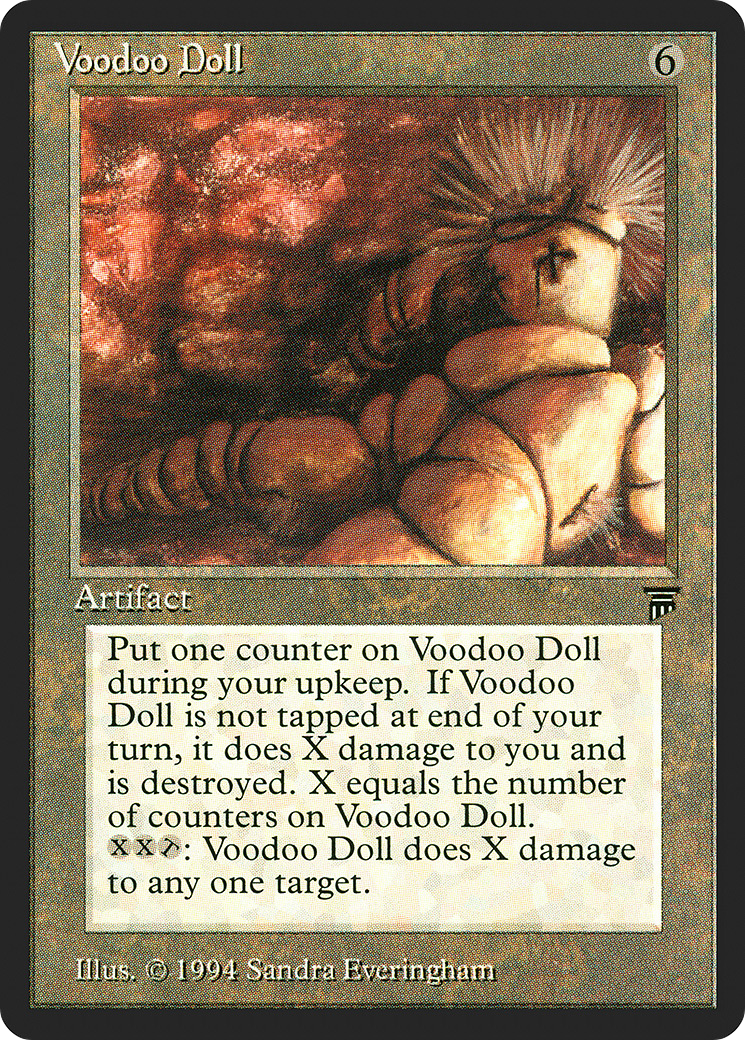 Voodoo Doll 6
Artifact
Put one counter on Voodoo Doll
during your upkeep. If Voodoo
Doll is not tapped at end of your
turn, it does X damage to you and
is destroyed. X equals the number
of counters on Voodoo Doll.
X X T: Voodoo Doll does X damage
to any one target.
Illus. © 1994 Sandra Everingham